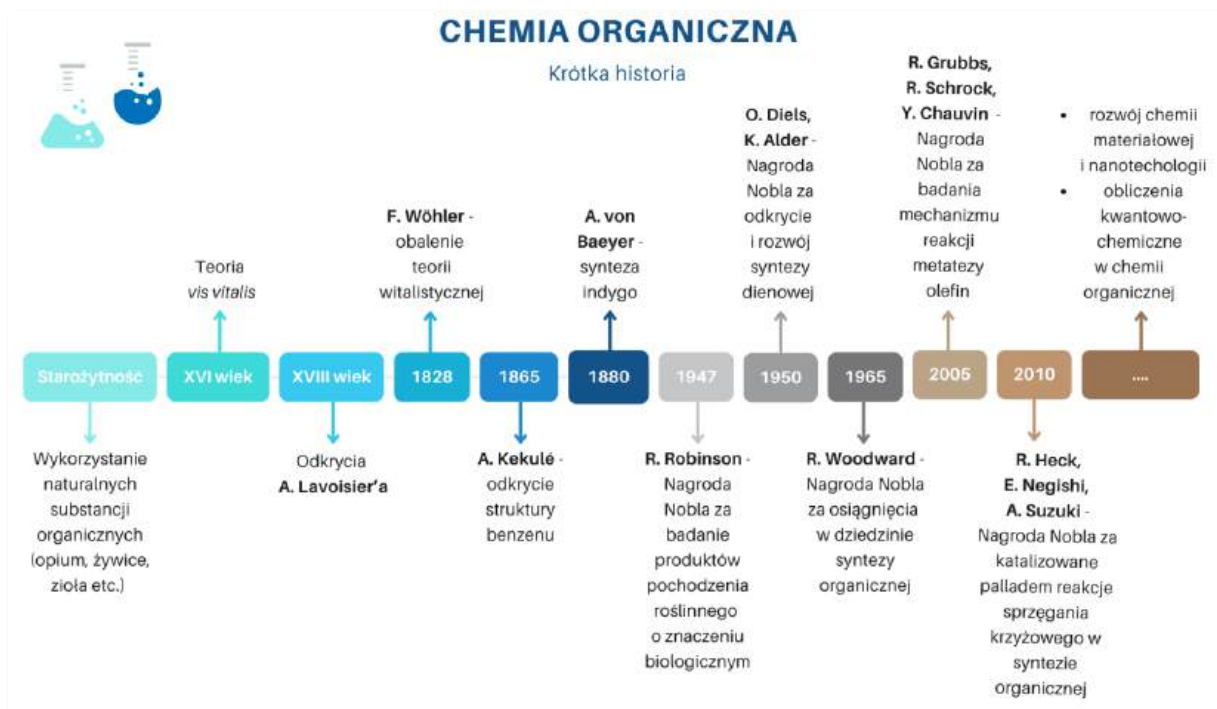 CHEMIA ORGANICZNA
Krótka historia
Starożytność
Wykorzystanie
naturalnych
substancji
organicznych
(opium, żywice,
zioła etc.)
Teoria
vis vitalis
XVI wiek
XVIII wiek
Odkrycia
A. Lavoisier'a
F. Wöhler -
obalenie
teorii
witalistycznej
1828
1865
A. Kekulé -
odkrycie
struktury
benzenu
A. von
Baeyer -
synteza
indygo
1880
1947
R. Robinson -
Nagroda
Nobla za
badanie
produktów
pochodzenia
roślinnego
o znaczeniu
biologicznym
O. Diels,
K. Alder -
Nagroda
Nobla za
odkrycie
i rozwój
syntezy
dienowej
1950
1965
R. Woodward -
Nagroda Nobla
za osiągnięcia
w dziedzinie
syntezy
organicznej
R. Grubbs,
R. Schrock,
Y. Chauvin -
Nagroda
Nobla za
badania
mechanizmu
reakcji
metatezy
olefin
2005
2010
R. Heck,
E. Negishi,
A. Suzuki -
Nagroda Nobla za
katalizowane
palladem reakcje
sprzęgania
krzyżowego w
syntezie
organicznej
• rozwój chemii
materiałowej
i nanotechologii
• obliczenia
kwantowo-
chemiczne
w chemii
organicznej
....